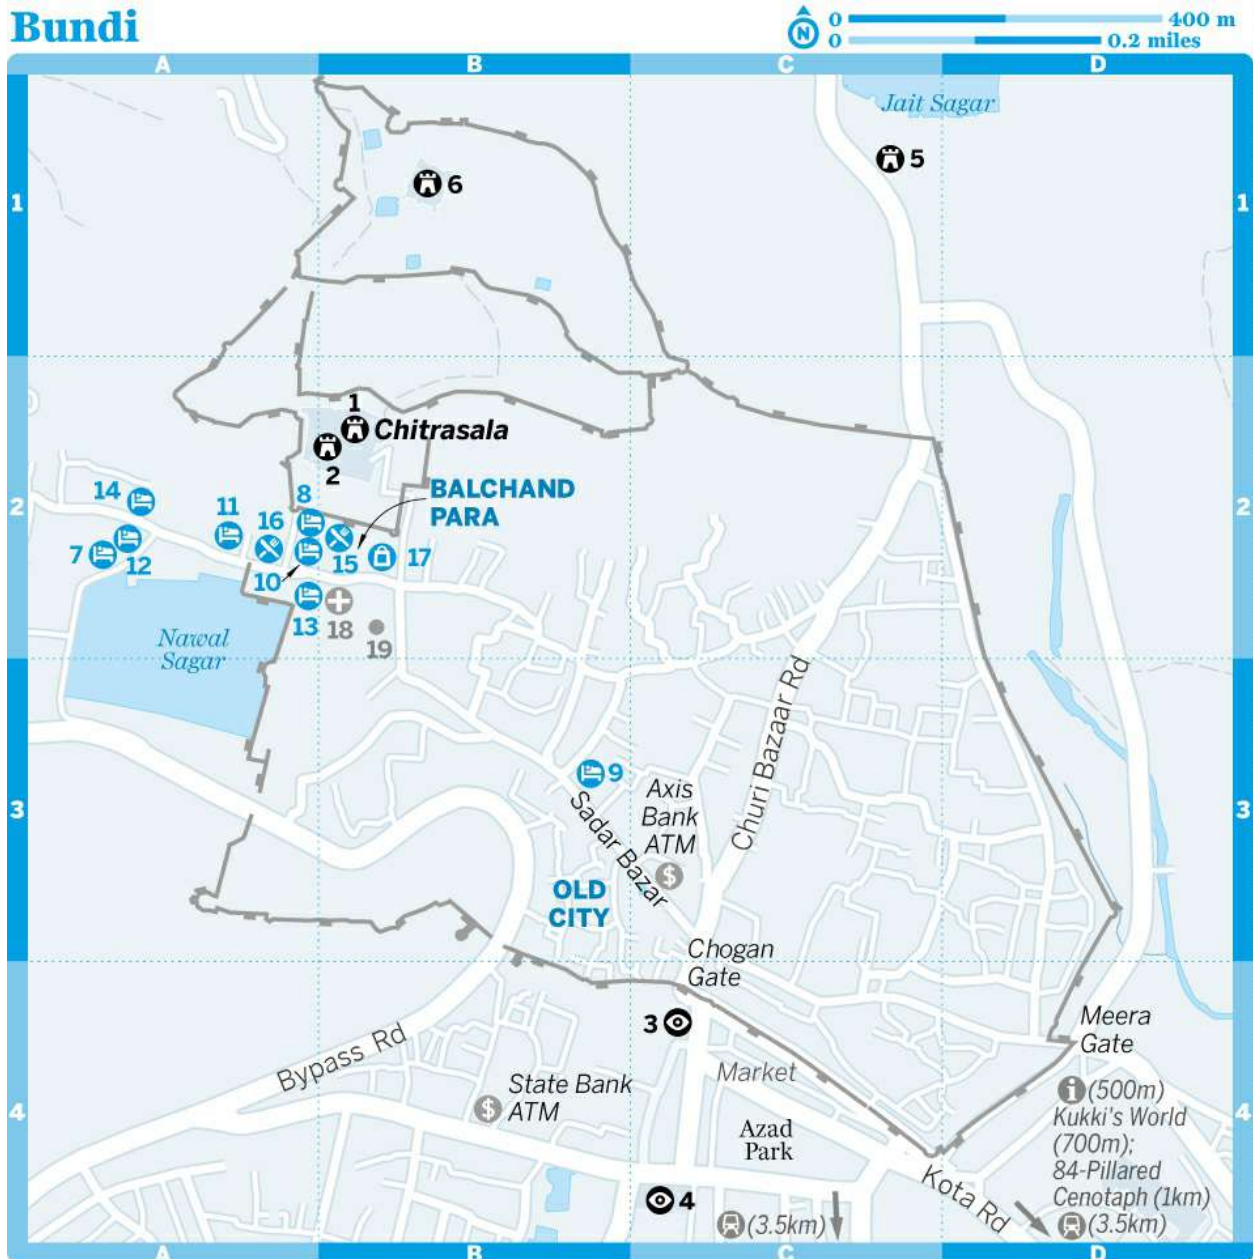 Bundi
N
0 400 m
0 0.2 miles
A B C D
Jait Sagar
5
6
1 1
1
Chitrasala
2
2 2
BALCHAND
PARA
14
11
8
16
7
12
10
15
17
13
18
19
Nawal
Sagar
Churi Bazaar Rd
9
Axis
Bank
ATM
$
Sadar Bazar
3 3
OLD
CITY
Chogan
Gate
3
Meera
Gate
Bypass Rd
Market
State Bank
ATM
$
i (500m)
Kukki's World
(700m);
84-Pillared
Cenotaph (1km)
(3.5km)
4 4
Azad
Park
Kota Rd
4
(3.5km)
A B C D